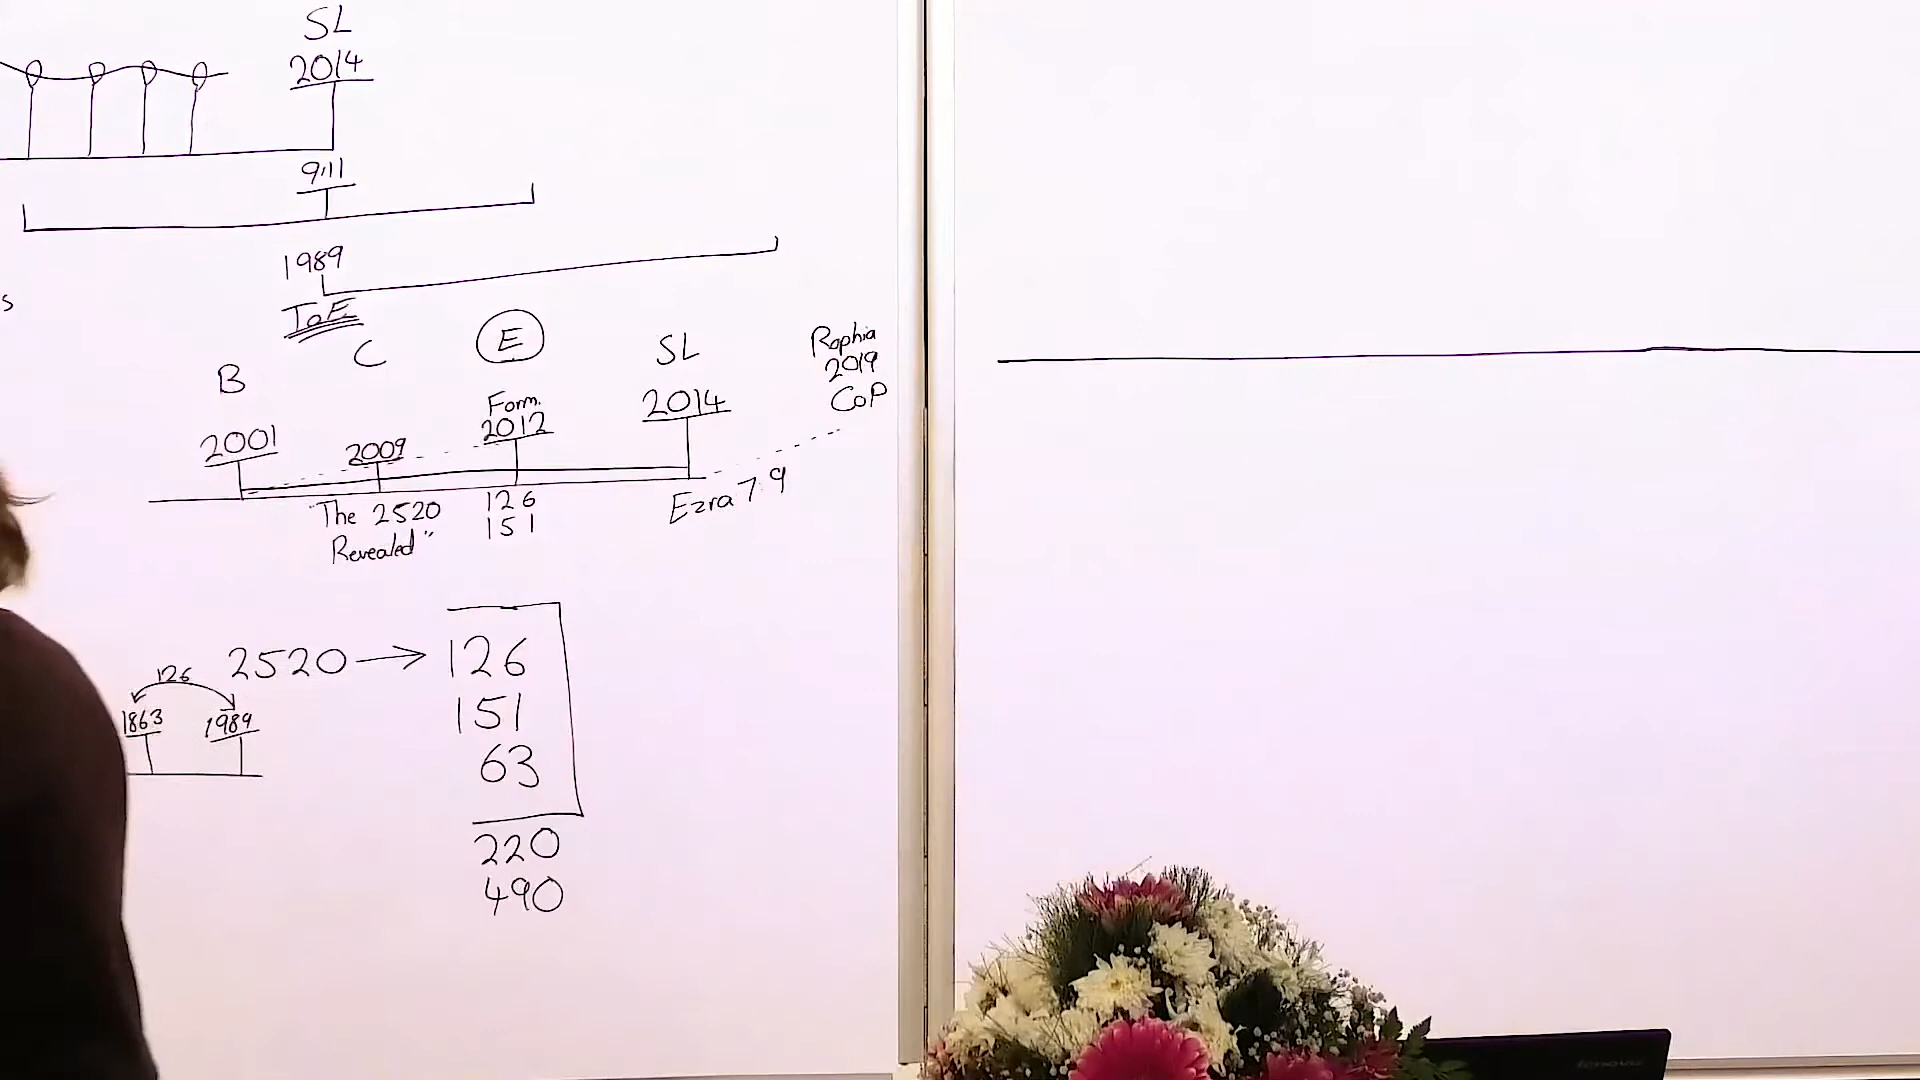 SL
2014
9.11
s
1989
ToE
B
C
E
SL
Raphia
2019
CoP
2001
2009
Form.
2012
2014
"The 2520
Revealed"
126
151
Ezra 7:9
126
1863
1989
2520 → 126
151
63
220
490
lenovo